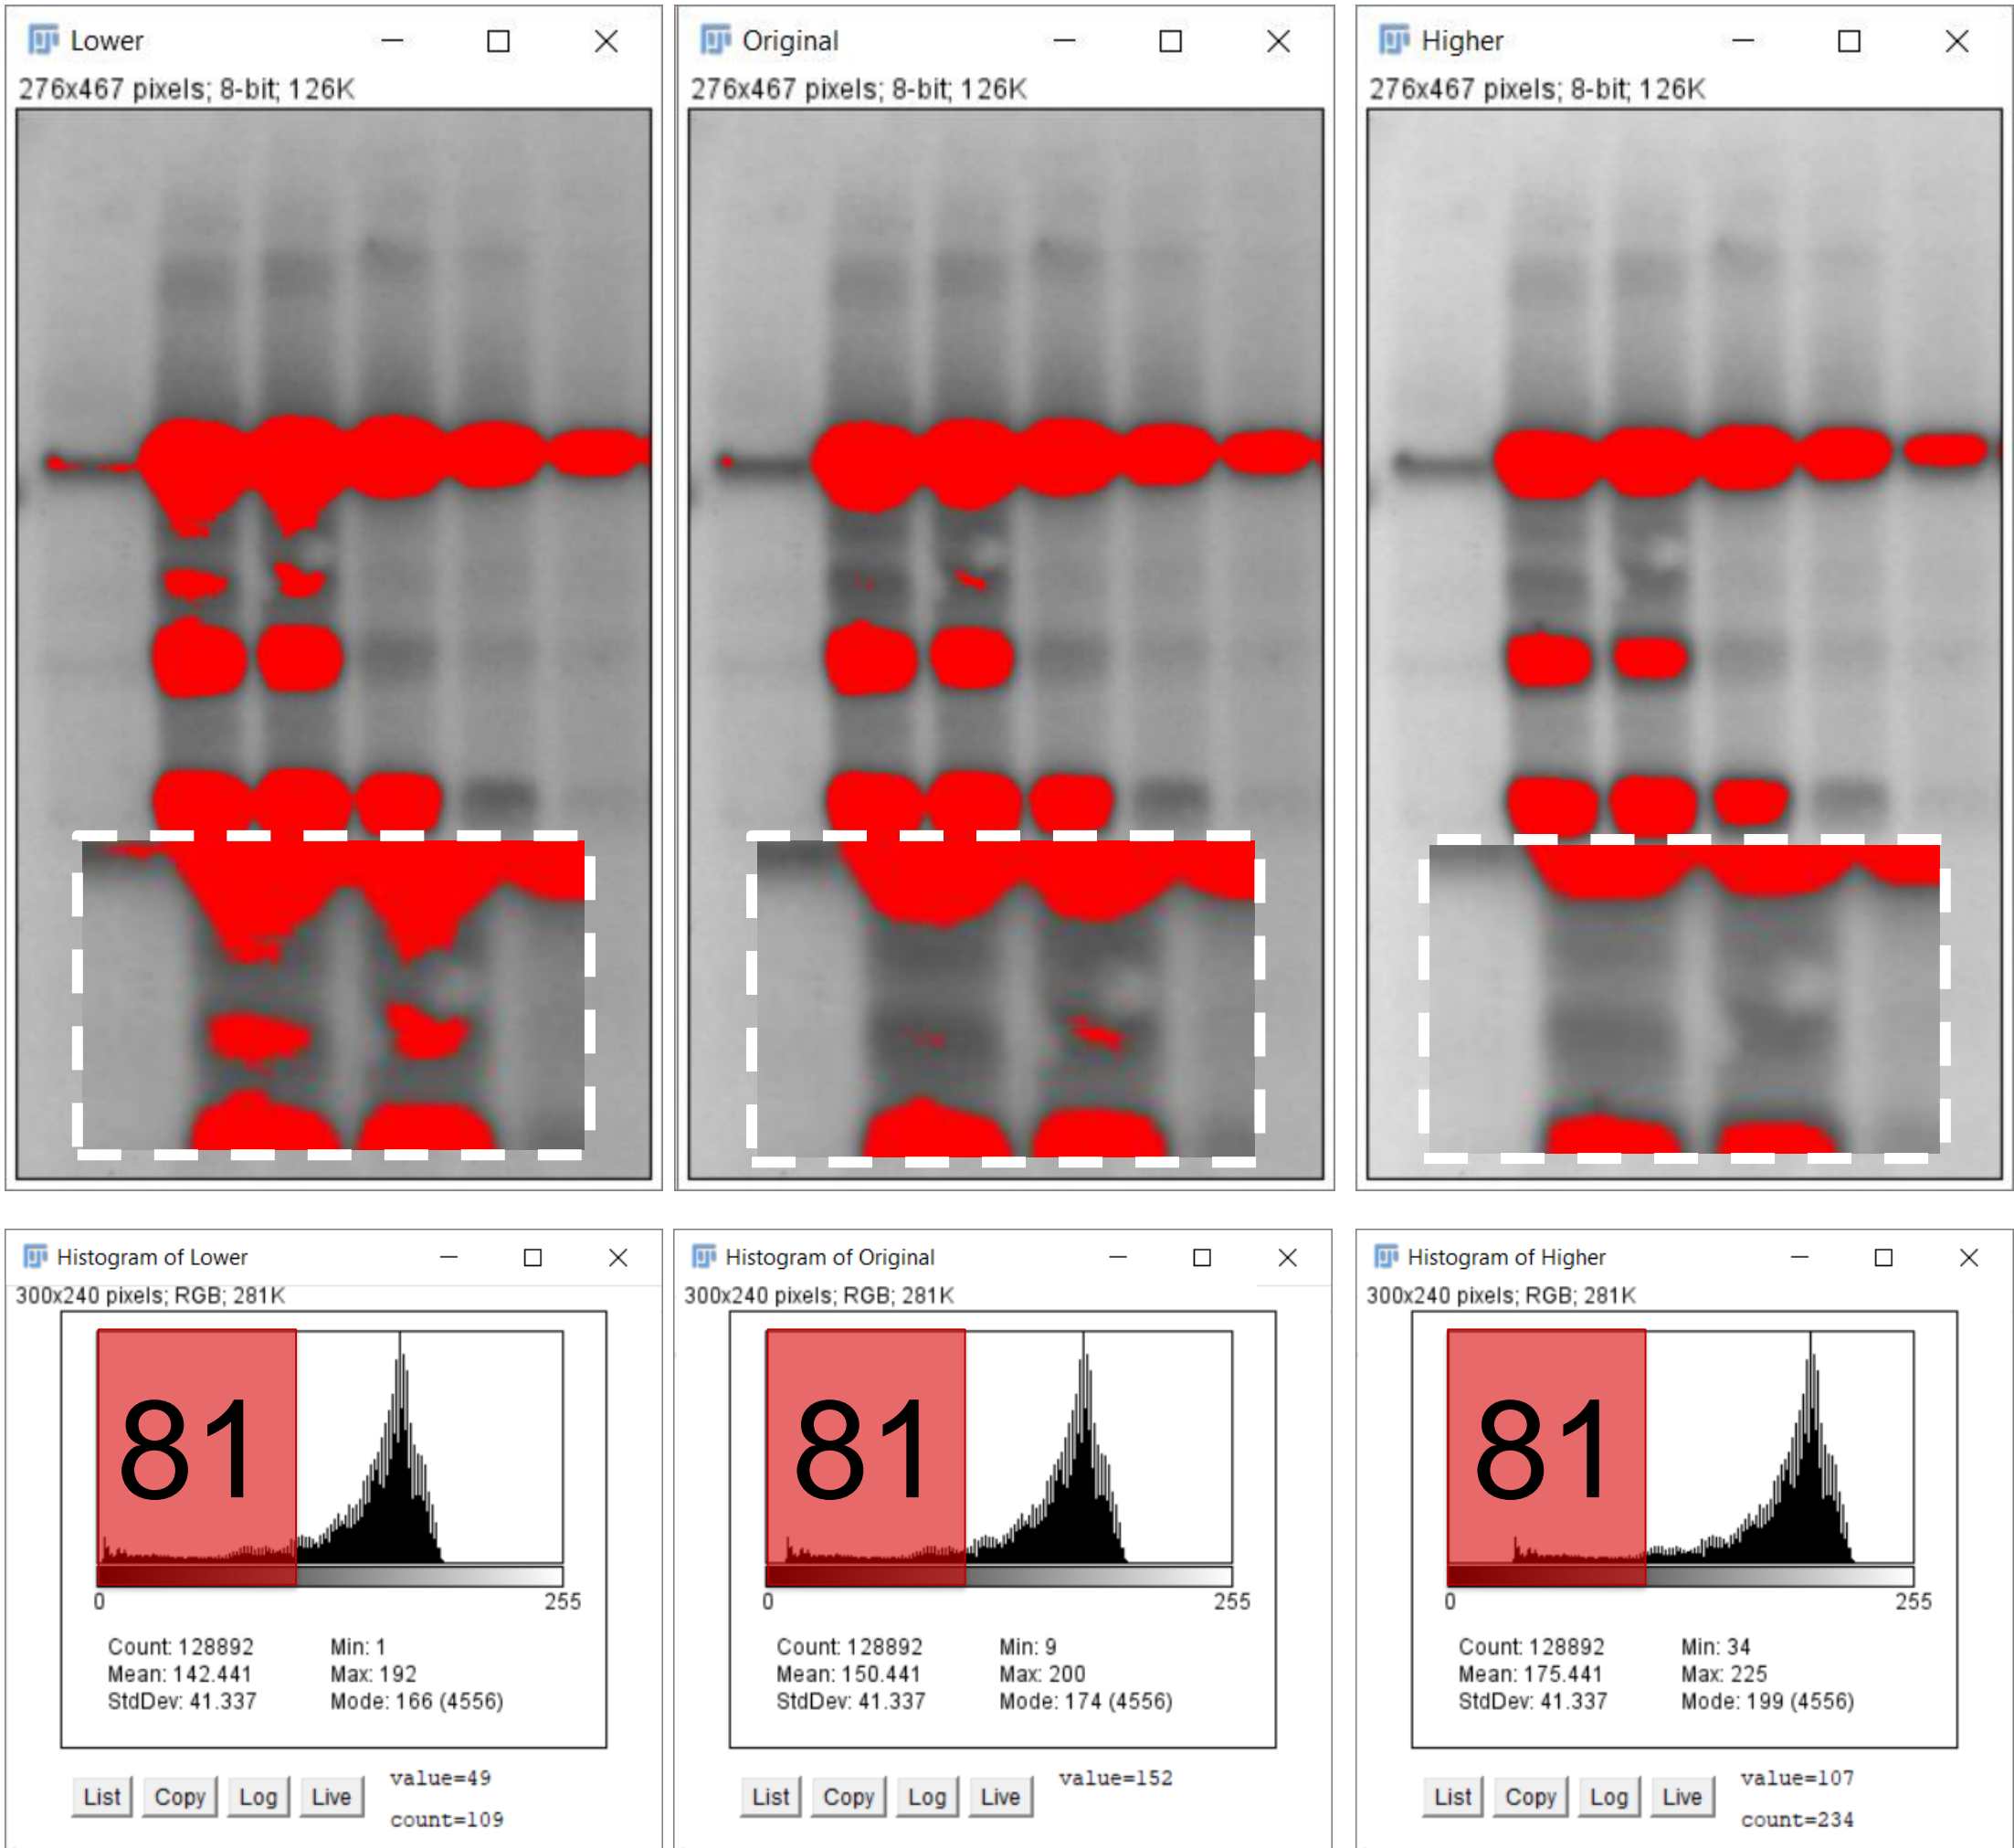 Lower
276x467 pixels; 8-bit; 126K
Original
276x467 pixels; 8-bit; 126K
Higher
276x467 pixels; 8-bit; 126K
Histogram of Lower
300x240 pixels; RGB; 281K
81
0 255
Count: 128892 Min: 1
Mean: 142.441 Max: 192
StdDev: 41.337 Mode: 166 (4556)
List Copy Log Live
value=49
count=109
Histogram of Original
300x240 pixels; RGB; 281K
81
0 255
Count: 128892 Min: 9
Mean: 150.441 Max: 200
StdDev: 41.337 Mode: 174 (4556)
List Copy Log Live
value=152
Histogram of Higher
300x240 pixels; RGB; 281K
81
0 255
Count: 128892 Min: 34
Mean: 175.441 Max: 225
StdDev: 41.337 Mode: 199 (4556)
List Copy Log Live
value=107
count=234